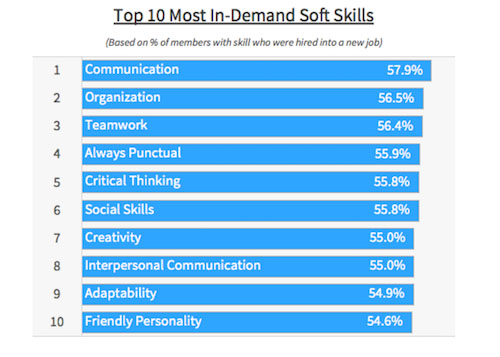 Top 10 Most In-Demand Soft Skills
(Based on % of members with skill who were hired into a new job)
1 Communication 57.9%
2 Organization 56.5%
3 Teamwork 56.4%
4 Always Punctual 55.9%
5 Critical Thinking 55.8%
6 Social Skills 55.8%
7 Creativity 55.0%
8 Interpersonal Communication 55.0%
9 Adaptability 54.9%
10 Friendly Personality 54.6%